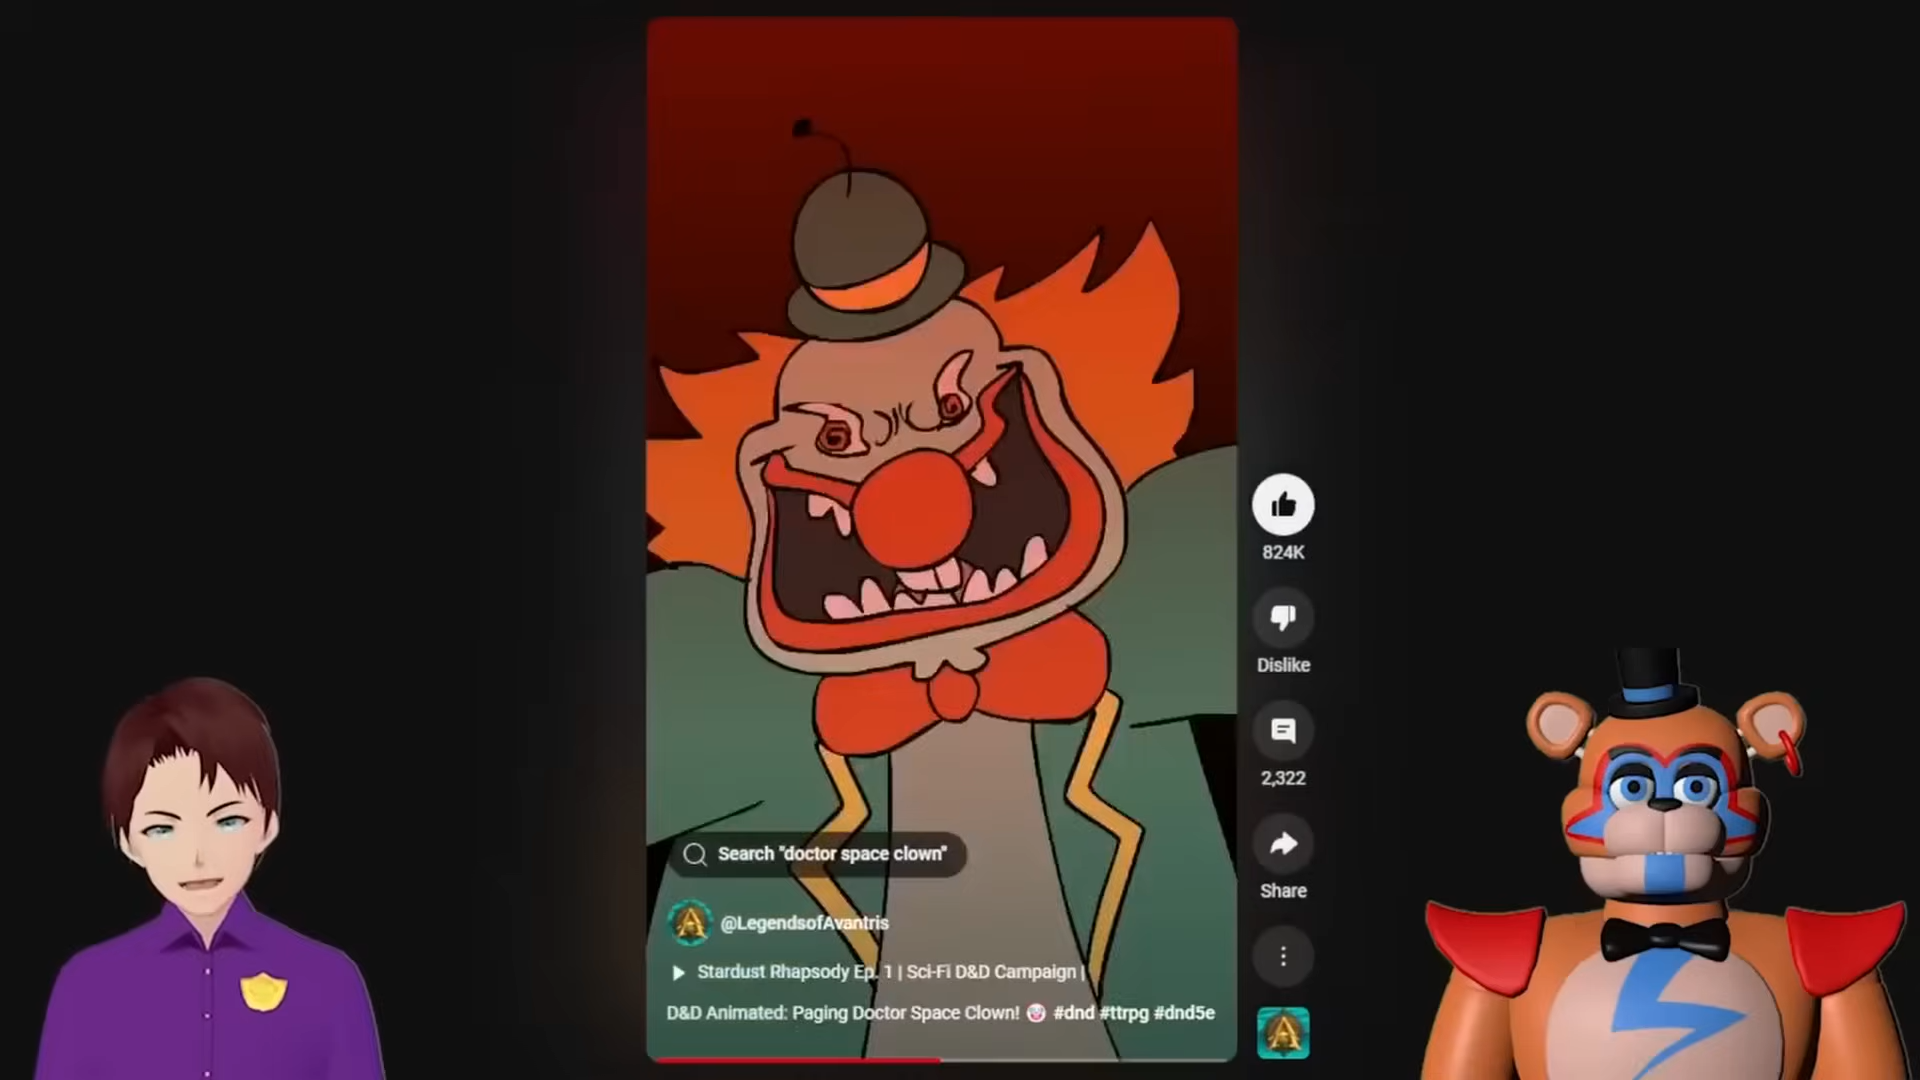 824K
Dislike
2,322
Share
Search "doctor space clown"
@LegendsofAvantris
Stardust Rhapsody Ep. 1 | Sci-Fi D&D Campaign |
D&D Animated: Paging Doctor Space Clown! 🤡 #dnd #ttrpg #dnd5e